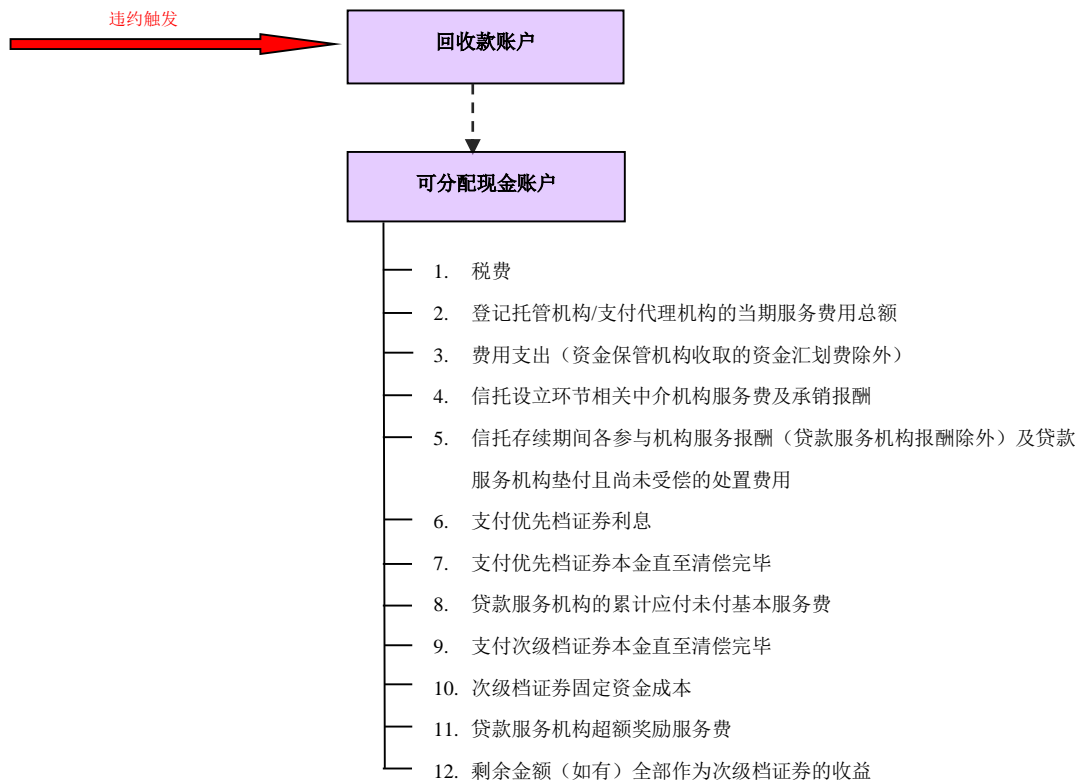 违约触发
回收款账户
可分配现金账户
1. 税费
2. 登记托管机构/支付代理机构的当期服务费用总额
3. 费用支出（资金保管机构收取的资金汇划费除外）
4. 信托设立环节相关中介机构服务费及承销报酬
5. 信托存续期间各参与机构服务报酬（贷款服务机构报酬除外）及贷款
服务机构垫付且尚未受偿的处置费用
6. 支付优先档证券利息
7. 支付优先档证券本金直至清偿完毕
8. 贷款服务机构的累计应付未付基本服务费
9. 支付次级档证券本金直至清偿完毕
10. 次级档证券固定资金成本
11. 贷款服务机构超额奖励服务费
12. 剩余金额（如有）全部作为次级档证券的收益